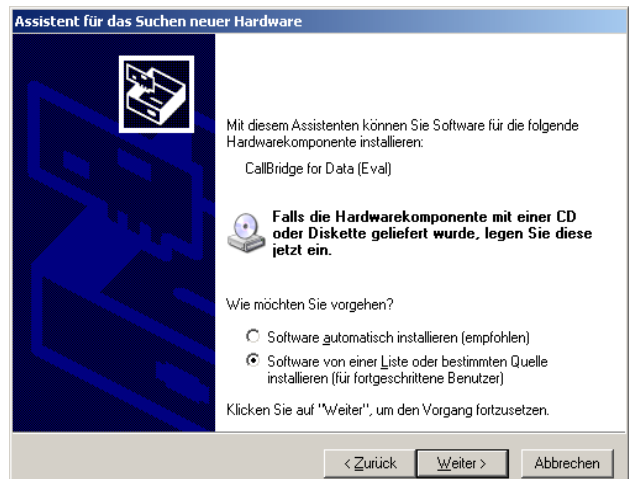 Assistent für das Suchen neuer Hardware
Mit diesem Assistenten können Sie Software für die folgende
Hardwarekomponente installieren:
CallBridge for Data (Eval)
Falls die Hardwarekomponente mit einer CD
oder Diskette geliefert wurde, legen Sie diese
jetzt ein.
Wie möchten Sie vorgehen?
Software automatisch installieren (empfohlen)
Software von einer Liste oder bestimmten Quelle
installieren (für fortgeschrittene Benutzer)
Klicken Sie auf "Weiter", um den Vorgang fortzusetzen.
< Zurück Weiter > Abbrechen